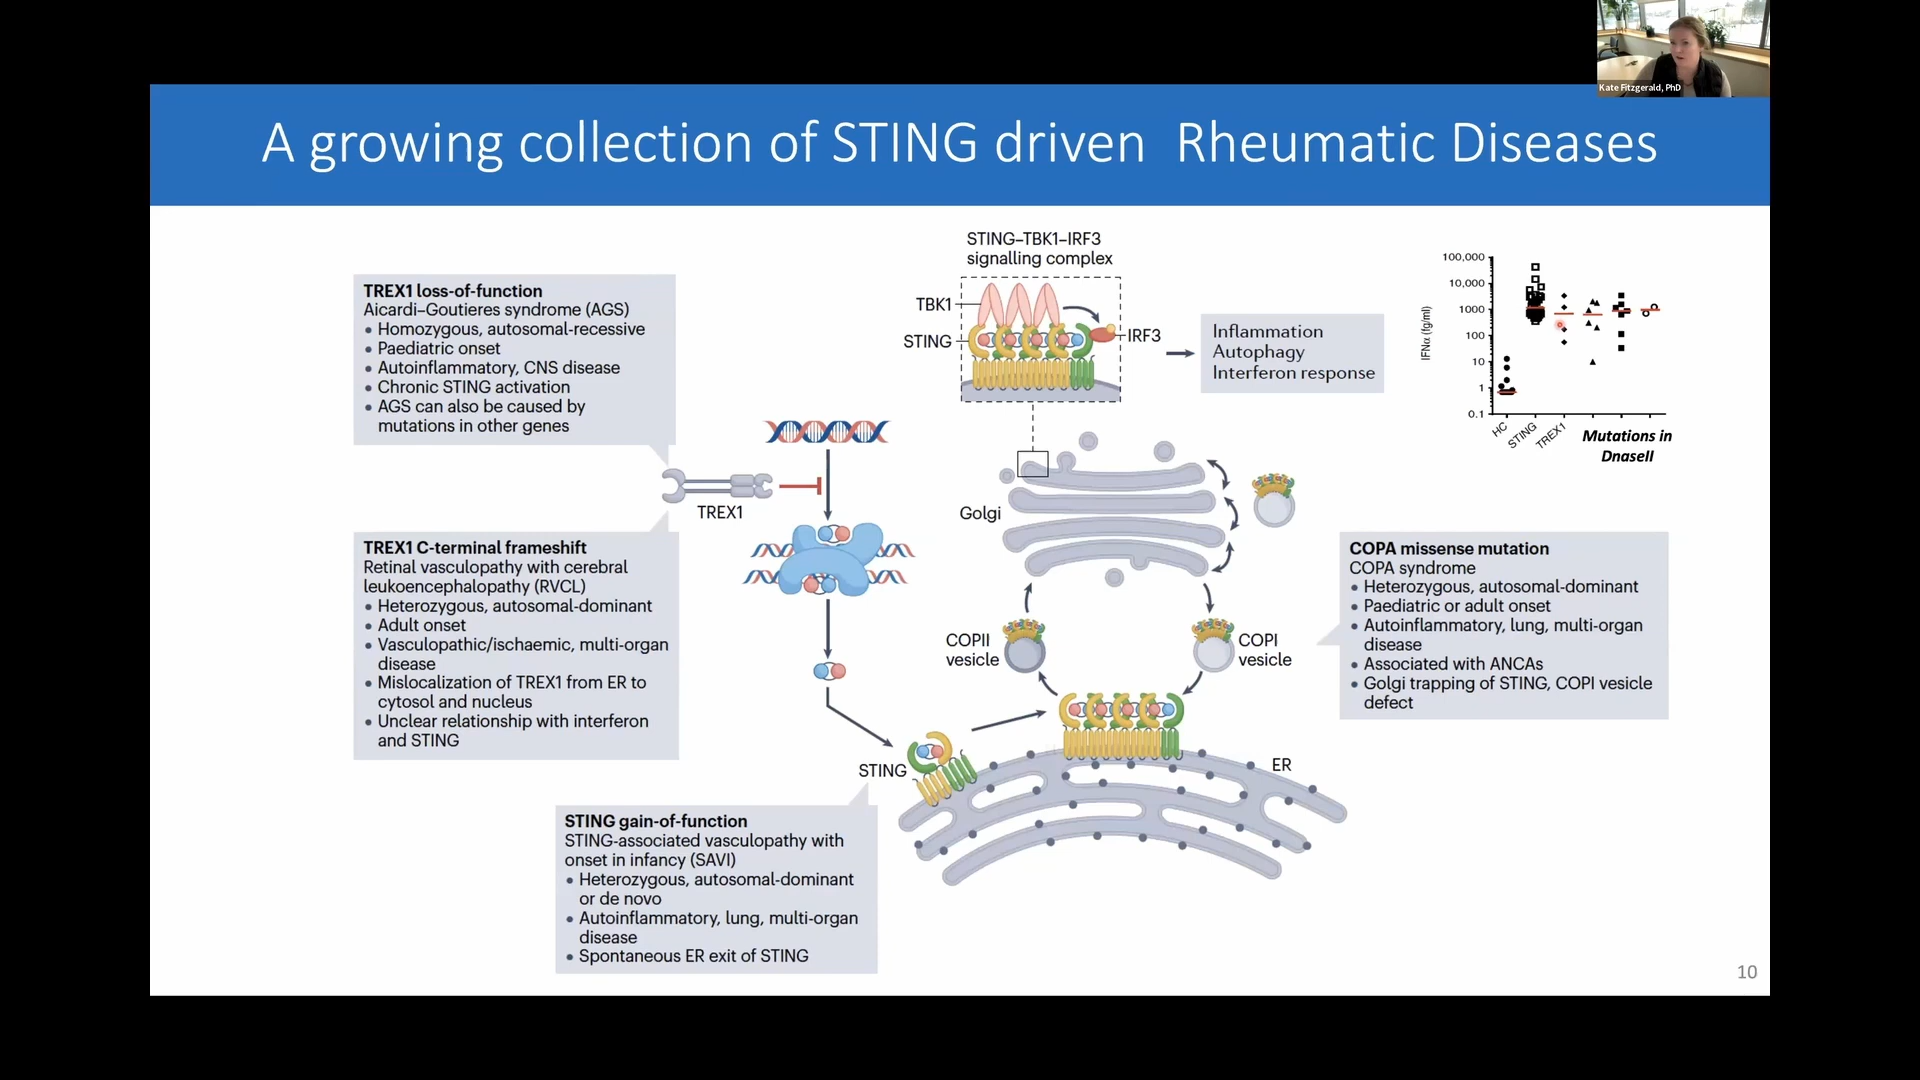 Kate Fitzgerald, PhD
A growing collection of STING driven  Rheumatic Diseases
TREX1 loss-of-function
Aicardi–Goutieres syndrome (AGS)
• Homozygous, autosomal-recessive
• Paediatric onset
• Autoinflammatory, CNS disease
• Chronic STING activation
• AGS can also be caused by
mutations in other genes
TREX1
TREX1 C-terminal frameshift
Retinal vasculopathy with cerebral
leukoencephalopathy (RVCL)
• Heterozygous, autosomal-dominant
• Adult onset
• Vasculopathic/ischaemic, multi-organ
disease
• Mislocalization of TREX1 from ER to
cytosol and nucleus
• Unclear relationship with interferon
and STING
STING
STING gain-of-function
STING-associated vasculopathy with
onset in infancy (SAVI)
• Heterozygous, autosomal-dominant
or de novo
• Autoinflammatory, lung, multi-organ
disease
• Spontaneous ER exit of STING
STING–TBK1–IRF3
signalling complex
TBK1
STING
IRF3
Inflammation
Autophagy
Interferon response
Golgi
COPII
vesicle
COPI
vesicle
ER
IFNα (fg/ml)
100,000
10,000
1000
100
10
1
0.1
HC
STING
TREX1
Mutations in
DnaseII
COPA missense mutation
COPA syndrome
• Heterozygous, autosomal-dominant
• Paediatric or adult onset
• Autoinflammatory, lung, multi-organ
disease
• Associated with ANCAs
• Golgi trapping of STING, COPI vesicle
defect
10